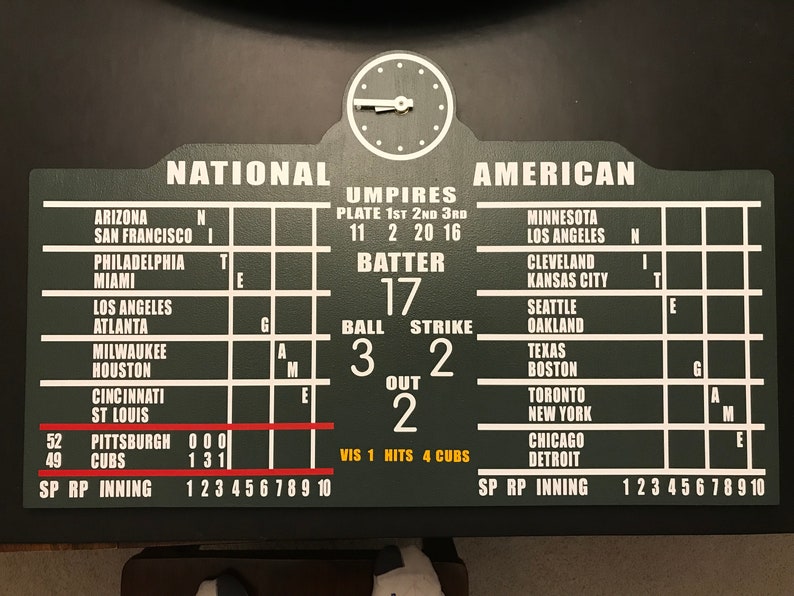 NATIONAL
ARIZONA N
SAN FRANCISCO I
PHILADELPHIA T
MIAMI E
LOS ANGELES
ATLANTA G
MILWAUKEE A
HOUSTON M
CINCINNATI E
ST LOUIS
52 PITTSBURGH 0 0 0
49 CUBS 1 3 1
SP RP INNING 1 2 3 4 5 6 7 8 9 10
UMPIRES
PLATE 1ST 2ND 3RD
11 2 20 16
BATTER
17
BALL STRIKE
3 2
OUT
2
VIS 1 HITS 4 CUBS
AMERICAN
MINNESOTA
LOS ANGELES N
CLEVELAND I
KANSAS CITY T
SEATTLE E
OAKLAND
TEXAS
BOSTON G
TORONTO A
NEW YORK M
CHICAGO E
DETROIT
SP RP INNING 1 2 3 4 5 6 7 8 9 10